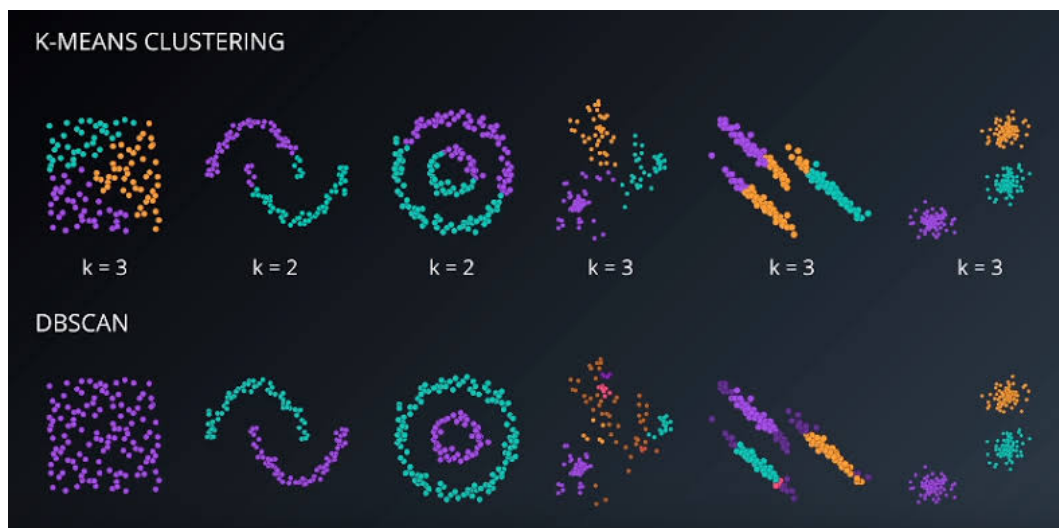 K-MEANS CLUSTERING
k = 3
k = 2
k = 2
k = 3
k = 3
k = 3
DBSCAN